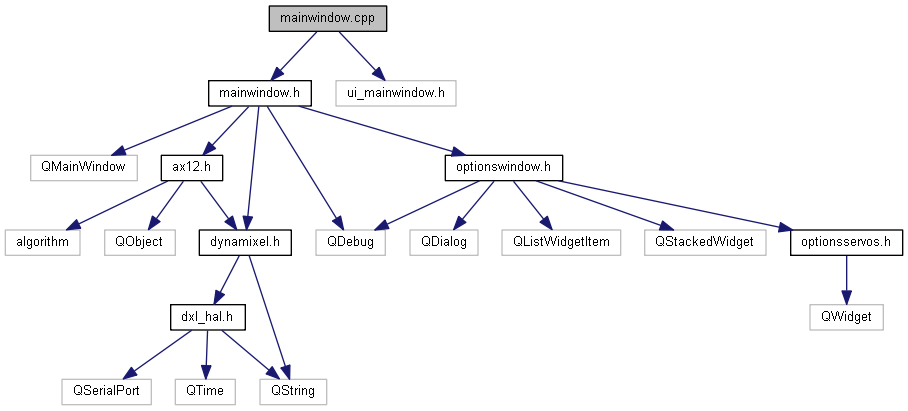 mainwindow.cpp
mainwindow.h
ui_mainwindow.h
QMainWindow
ax12.h
optionswindow.h
algorithm
QObject
dynamixel.h
QDebug
QDialog
QListWidgetItem
QStackedWidget
optionsservos.h
dxl_hal.h
QWidget
QSerialPort
QTime
QString